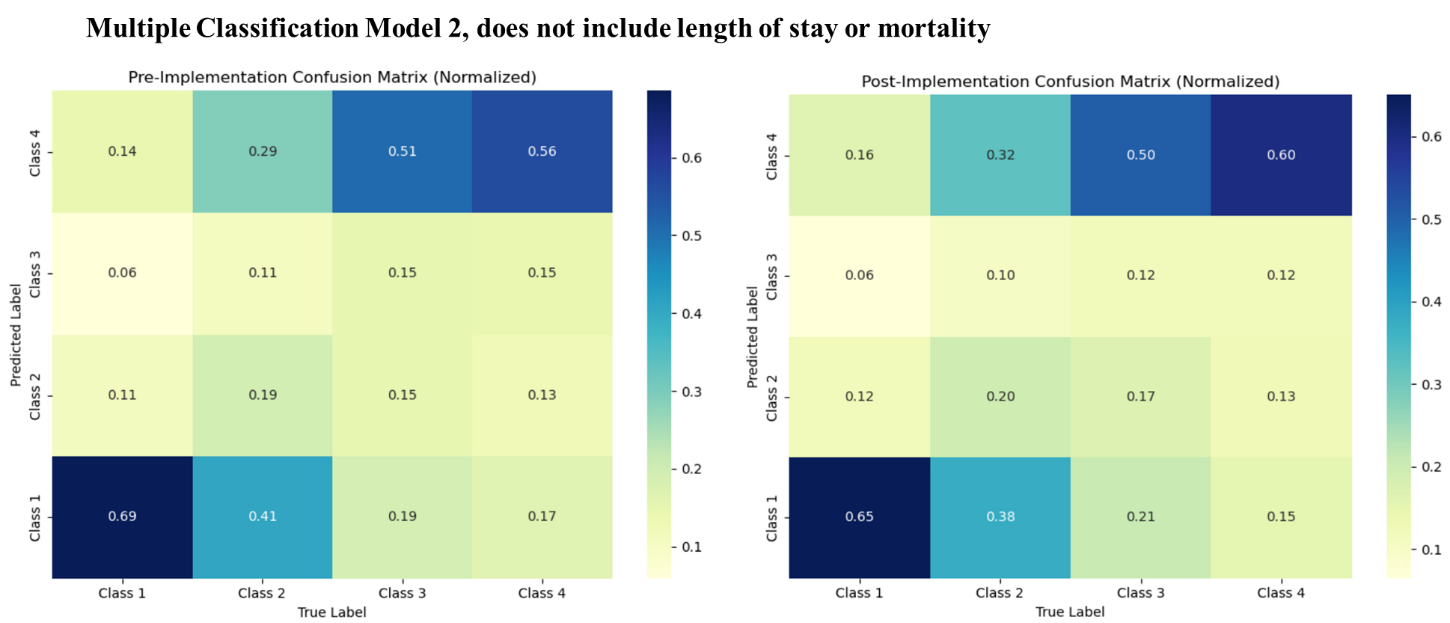 Multiple Classification Model 2, does not include length of stay or mortality
Pre-Implementation Confusion Matrix (Normalized)
Predicted Label
Class 4
0.14 0.29 0.51 0.56
Class 3
0.06 0.11 0.15 0.15
Class 2
0.11 0.19 0.15 0.13
Class 1
0.69 0.41 0.19 0.17
Class 1 Class 2 Class 3 Class 4
True Label
0.6
0.5
0.4
0.3
0.2
0.1
Post-Implementation Confusion Matrix (Normalized)
Predicted Label
Class 4
0.16 0.32 0.50 0.60
Class 3
0.06 0.10 0.12 0.12
Class 2
0.12 0.20 0.17 0.13
Class 1
0.65 0.38 0.21 0.15
Class 1 Class 2 Class 3 Class 4
True Label
0.6
0.5
0.4
0.3
0.2
0.1